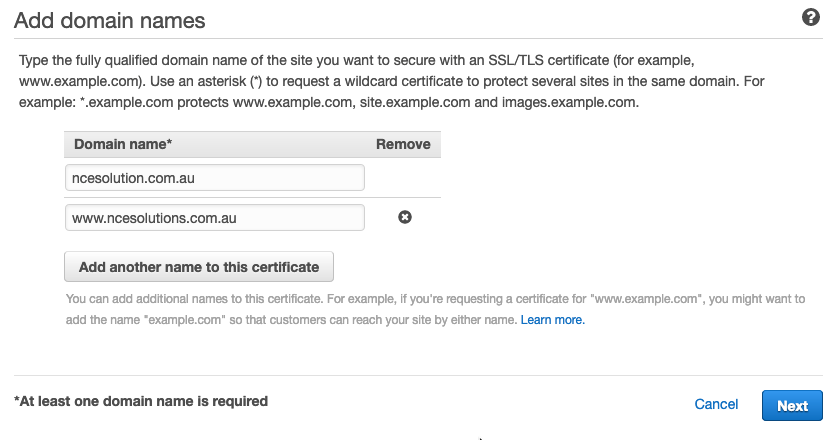 Add domain names
Type the fully qualified domain name of the site you want to secure with an SSL/TLS certificate (for example,
www.example.com). Use an asterisk (*) to request a wildcard certificate to protect several sites in the same domain. For
example: *.example.com protects www.example.com, site.example.com and images.example.com.
Domain name* Remove
ncesolution.com.au
www.ncesolutions.com.au
Add another name to this certificate
You can add additional names to this certificate. For example, if you're requesting a certificate for "www.example.com", you might want to
add the name "example.com" so that customers can reach your site by either name. Learn more.
*At least one domain name is required
Cancel Next